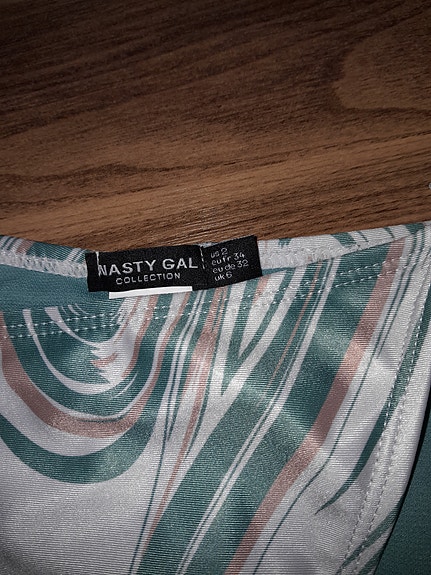 NASTY GAL
COLLECTION
us 2
eu fr 34
eu de 32
uk 6